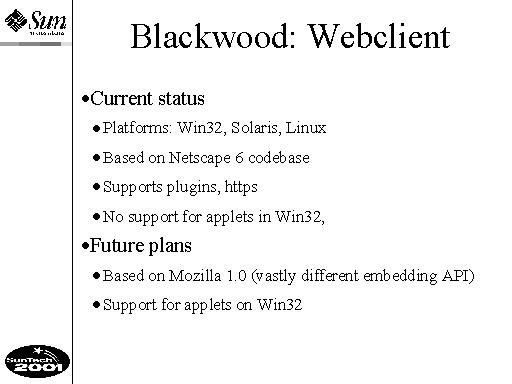 Sun
Blackwood: Webclient
•Current status
•Platforms: Win32, Solaris, Linux
•Based on Netscape 6 codebase
•Supports plugins, https
•No support for applets in Win32,
•Future plans
•Based on Mozilla 1.0 (vastly different embedding API)
•Support for applets on Win32
SunTech
2001